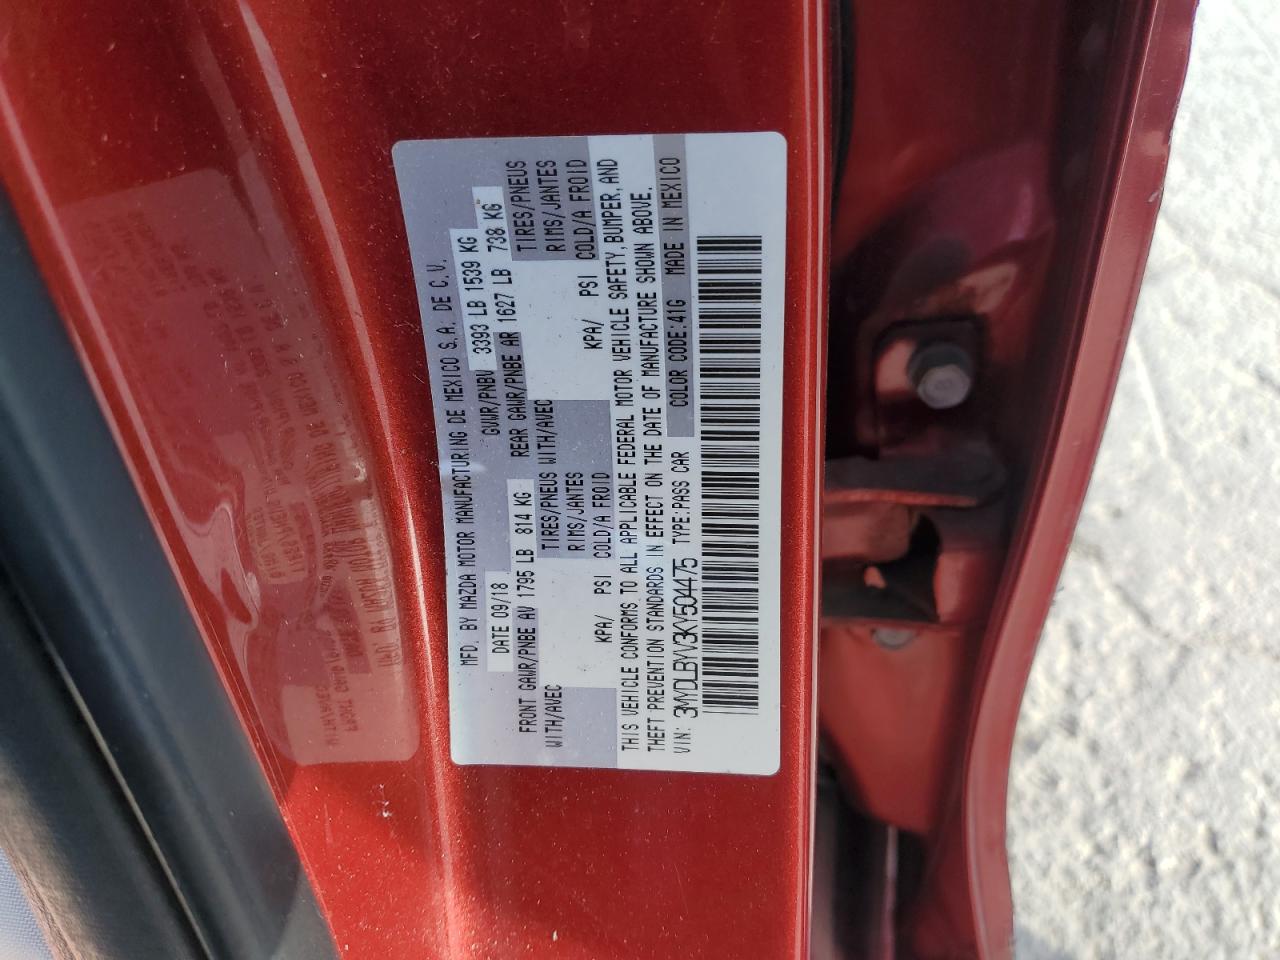 MFD. BY MAZDA MOTOR MANUFACTURING DE MEXICO S.A. DE C.V.
DATE 09/18 GVWR/PNBV 3393 LB 1539 KG
FRONT GAWR/PNBE AV 1795 LB 814 KG REAR GAWR/PNBE AR 1627 LB 738 KG
WITH/AVEC TIRES/PNEUS WITH/AVEC TIRES/PNEUS
RIMS/JANTES RIMS/JANTES
KPA/ PSI COLD/A FROID KPA/ PSI COLD/A FROID
THIS VEHICLE CONFORMS TO ALL APPLICABLE FEDERAL MOTOR VEHICLE SAFETY, BUMPER, AND
THEFT PREVENTION STANDARDS IN EFFECT ON THE DATE OF MANUFACTURE SHOWN ABOVE.
VIN: 3MYDLBYV3KY504475 TYPE:PASS CAR COLOR CODE:41G MADE IN MEXICO